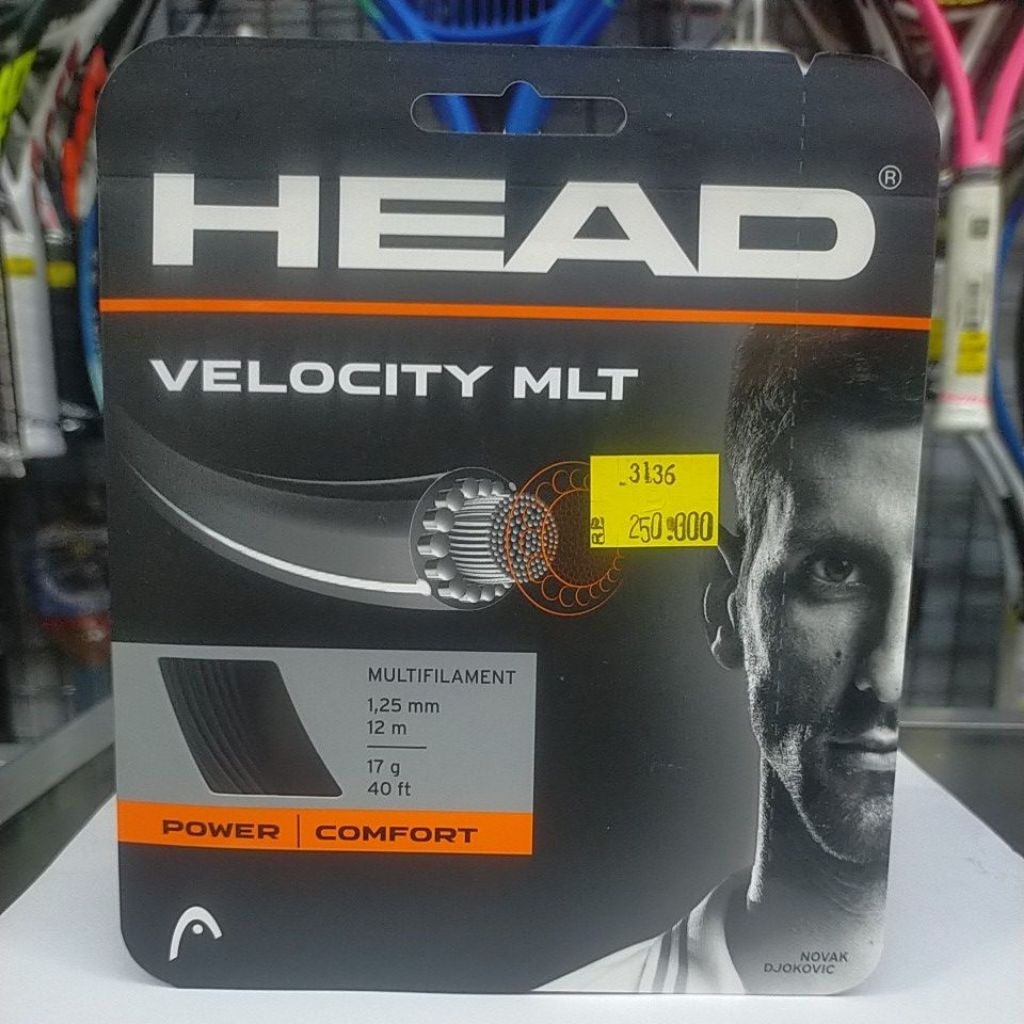 HEAD®
VELOCITY MLT
3136
RP 250.000
MULTIFILAMENT
1,25 mm
12 m
17 g
40 ft
POWER | COMFORT
NOVAK
DJOKOVIC